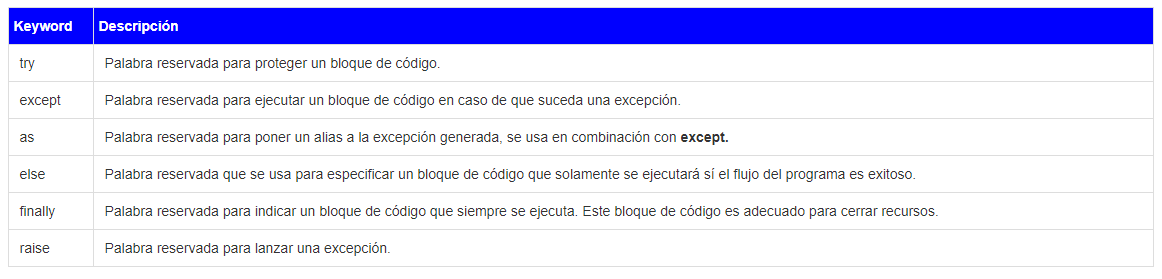 Keyword Descripción
try Palabra reservada para proteger un bloque de código.
except Palabra reservada para ejecutar un bloque de código en caso de que suceda una excepción.
as Palabra reservada para poner un alias a la excepción generada, se usa en combinación con except.
else Palabra reservada que se usa para especificar un bloque de código que solamente se ejecutará sí el flujo del programa es exitoso.
finally Palabra reservada para indicar un bloque de código que siempre se ejecuta. Este bloque de código es adecuado para cerrar recursos.
raise Palabra reservada para lanzar una excepción.